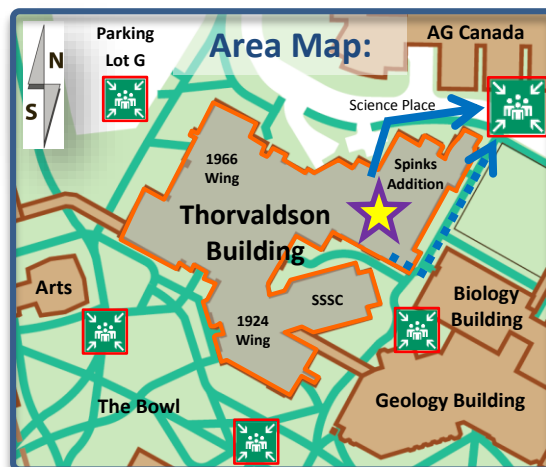 Parking
Lot G
Area Map:
AG Canada
N
S
Science Place
1966
Wing
Spinks
Addition
Thorvaldson
Building
Arts
SSSC
1924
Wing
Biology
Building
The Bowl
Geology Building